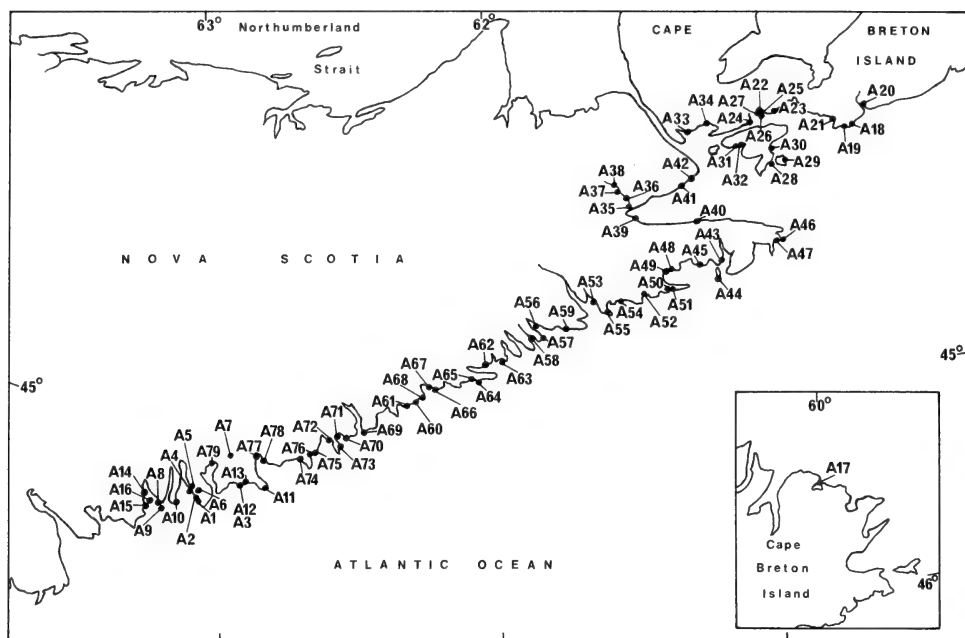 63°
62°
Northumberland
Strait
CAPE
BRETON
ISLAND
A22
A25
A20
A27
A23
A34
A24
A33
A21
A18
A26
A19
A30
A31
A29
A32
A28
A42
A38
A36
A37
A41
A35
A40
A39
A46
A43
A47
NOVA SCOTIA
A48
A45
A49
A50
A44
A53
A51
A54
A52
A56
A59
A55
A57
A58
A62
45°
A67
A65
A63
45°
A68
A64
A66
A61
A60
60°
A71
A69
A72
A70
A5
A7
A78
A77
A76
A75
A73
A4
A79
A74
A17
A14
A8
A13
A16
A6
A11
A15
A10
A1
A12
A9
A2
A3
Cape
Breton
Island
46°
ATLANTIC OCEAN